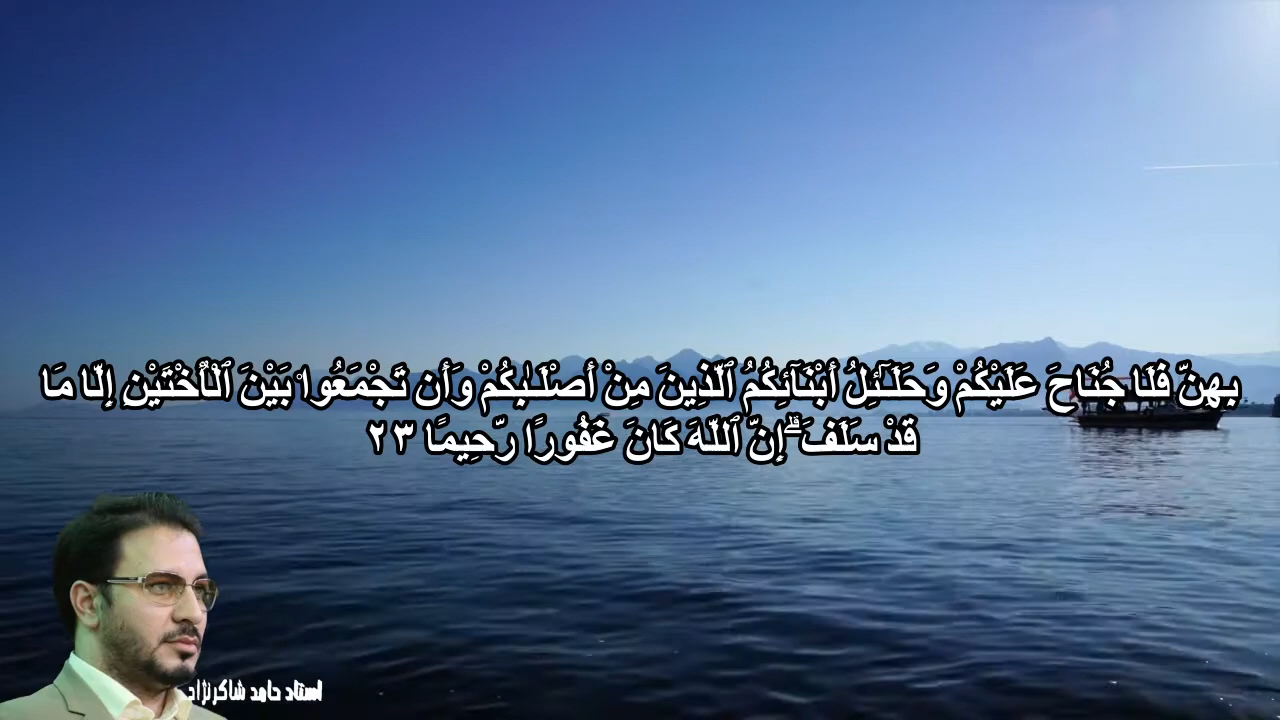 بِهِنَّ فَلَا جُنَاحَ عَلَيْكُمْ وَحَلَـٰٓئِلُ أَبْنَآئِكُمُ ٱلَّذِينَ مِنْ أَصْلَـٰبِكُمْ وَأَن تَجْمَعُوا۟ بَيْنَ ٱلْأُخْتَيْنِ إِلَّا مَا
قَدْ سَلَفَ ۗ إِنَّ ٱللَّهَ كَانَ غَفُورًا رَّحِيمًا ٢٣
استاد حامد شاکرنژاد